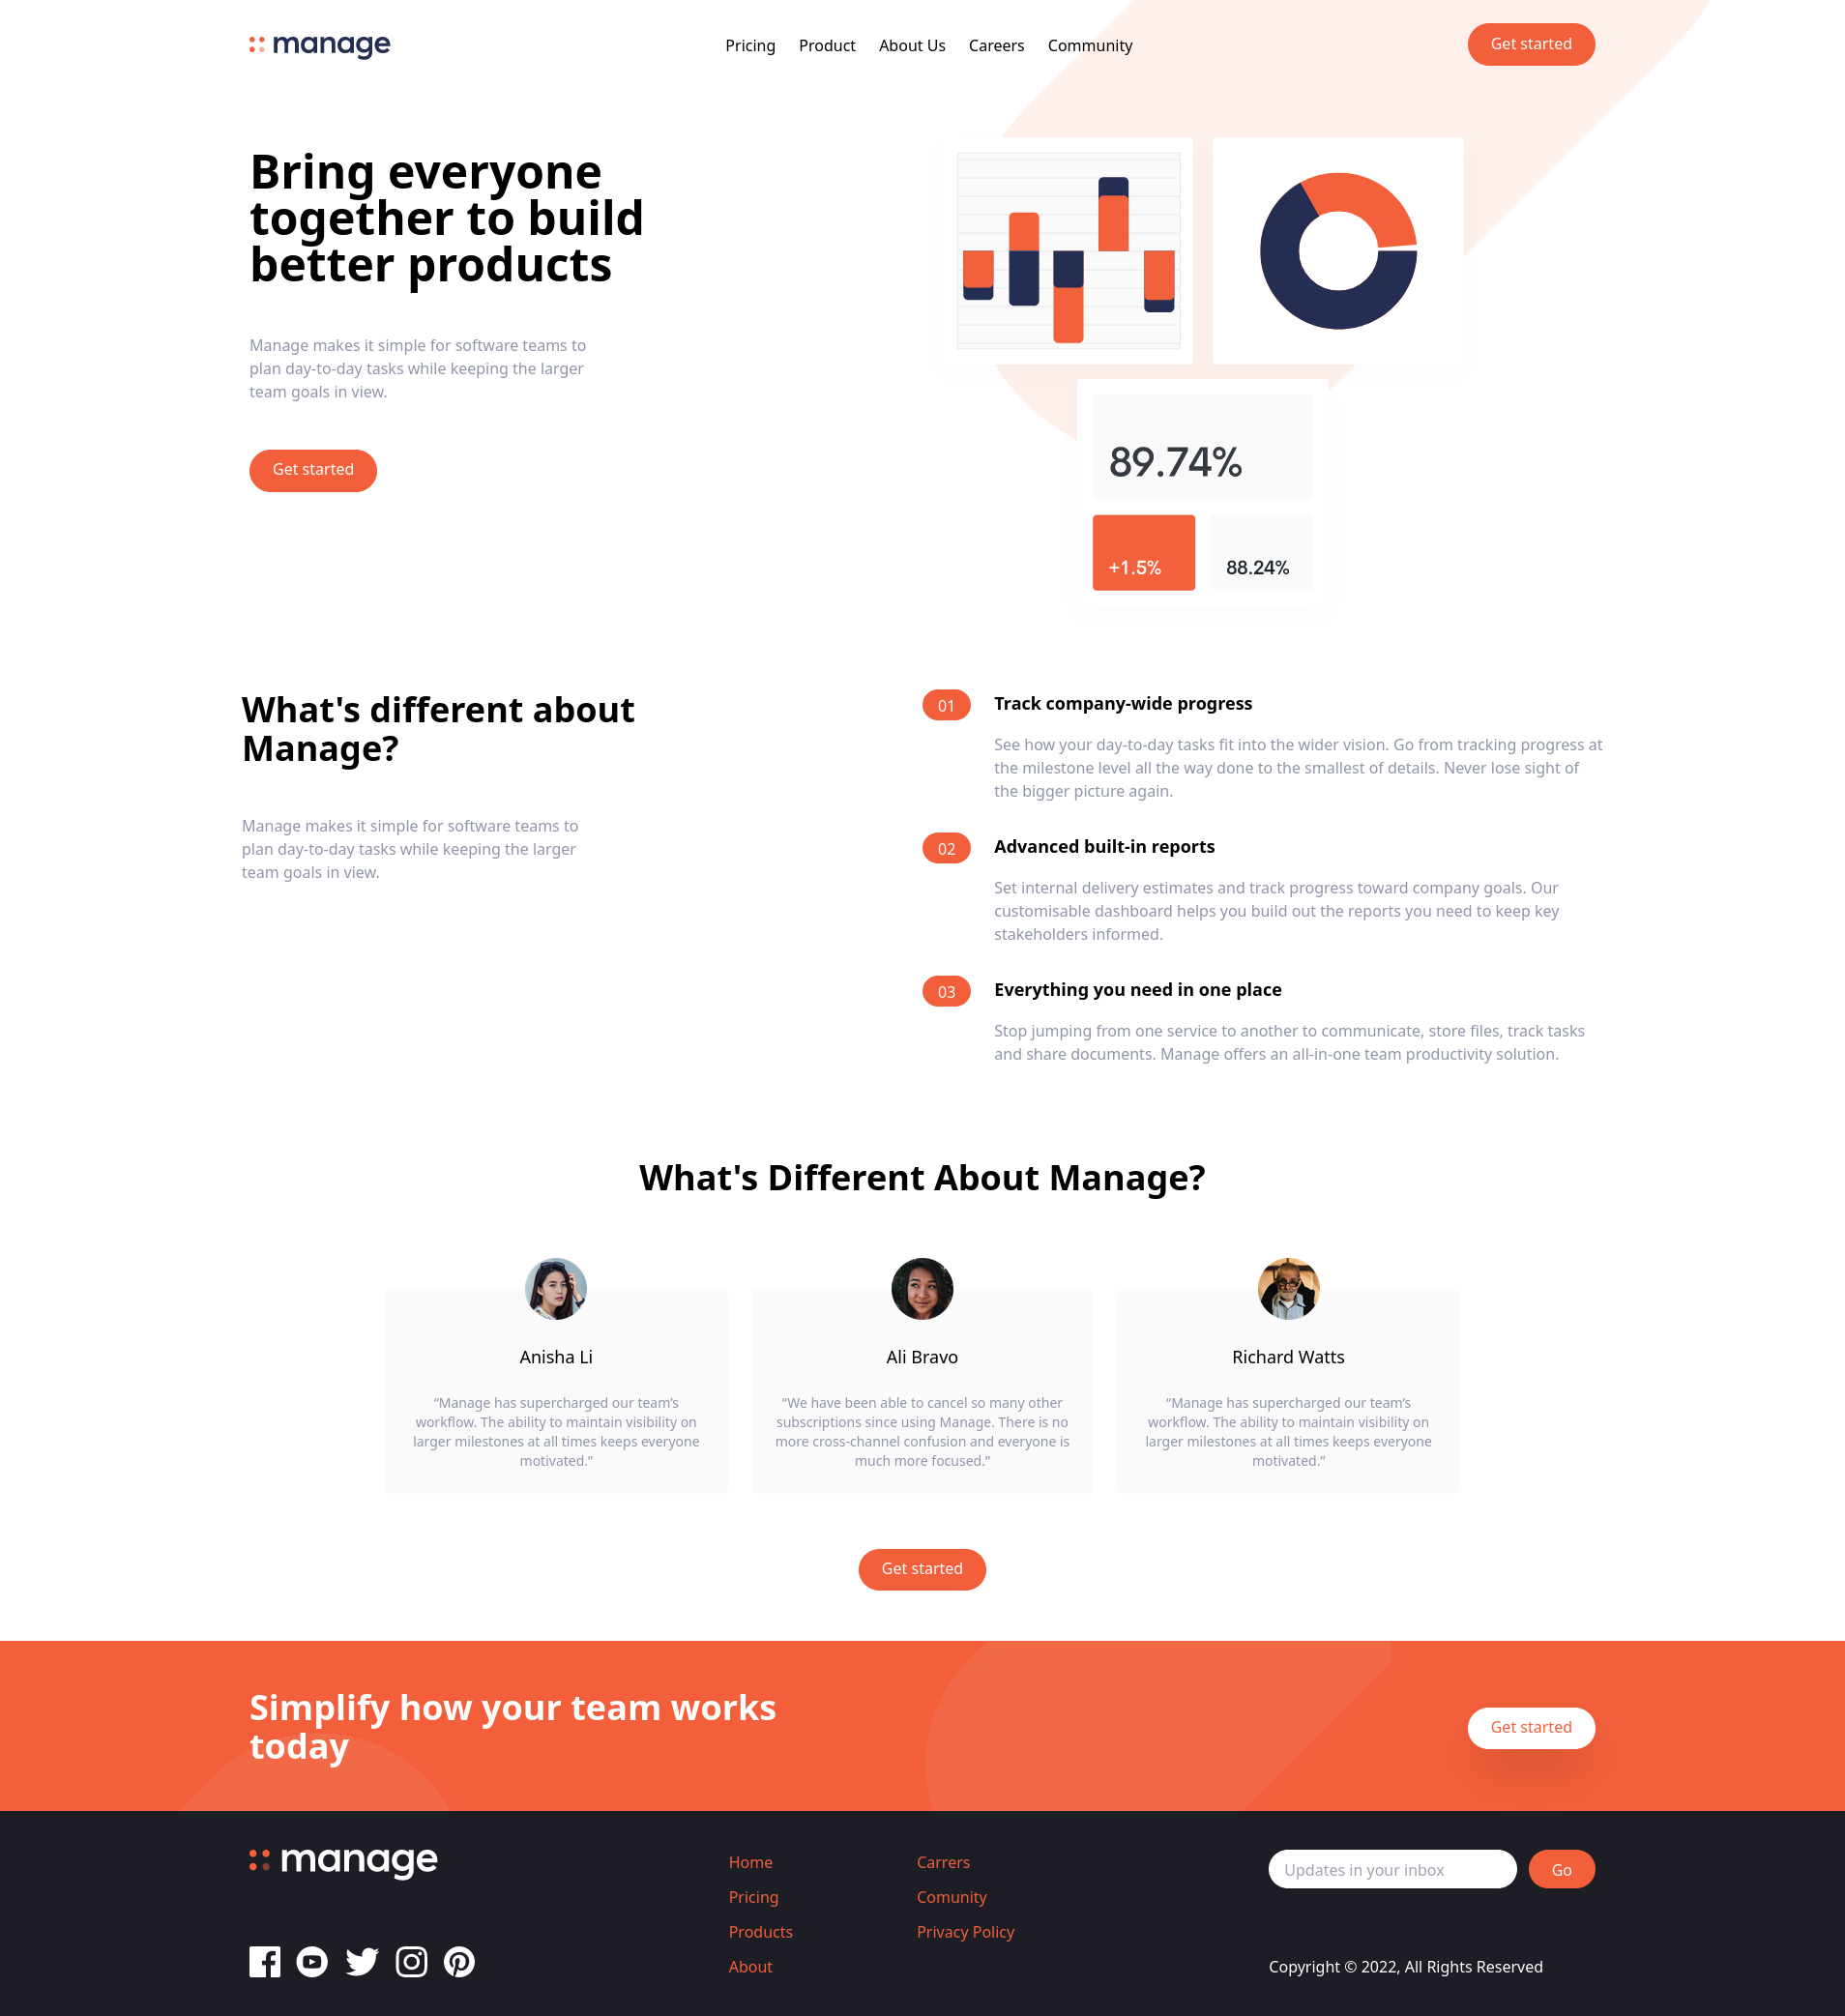 manage
Pricing Product About Us Careers Community
Get started
Bring everyone
together to build
better products
Manage makes it simple for software teams to
plan day-to-day tasks while keeping the larger
team goals in view.
Get started
89.74%
+1.5%
88.24%
What's different about
Manage?
Manage makes it simple for software teams to
plan day-to-day tasks while keeping the larger
team goals in view.
01
Track company-wide progress
See how your day-to-day tasks fit into the wider vision. Go from tracking progress at
the milestone level all the way done to the smallest of details. Never lose sight of
the bigger picture again.
02
Advanced built-in reports
Set internal delivery estimates and track progress toward company goals. Our
customisable dashboard helps you build out the reports you need to keep key
stakeholders informed.
03
Everything you need in one place
Stop jumping from one service to another to communicate, store files, track tasks
and share documents. Manage offers an all-in-one team productivity solution.
What's Different About Manage?
Anisha Li
“Manage has supercharged our team’s
workflow. The ability to maintain visibility on
larger milestones at all times keeps everyone
motivated.”
Ali Bravo
“We have been able to cancel so many other
subscriptions since using Manage. There is no
more cross-channel confusion and everyone is
much more focused.”
Richard Watts
“Manage has supercharged our team’s
workflow. The ability to maintain visibility on
larger milestones at all times keeps everyone
motivated.”
Get started
Simplify how your team works
today
Get started
manage
Home
Pricing
Products
About
Carrers
Comunity
Privacy Policy
Updates in your inbox
Go
Copyright © 2022, All Rights Reserved